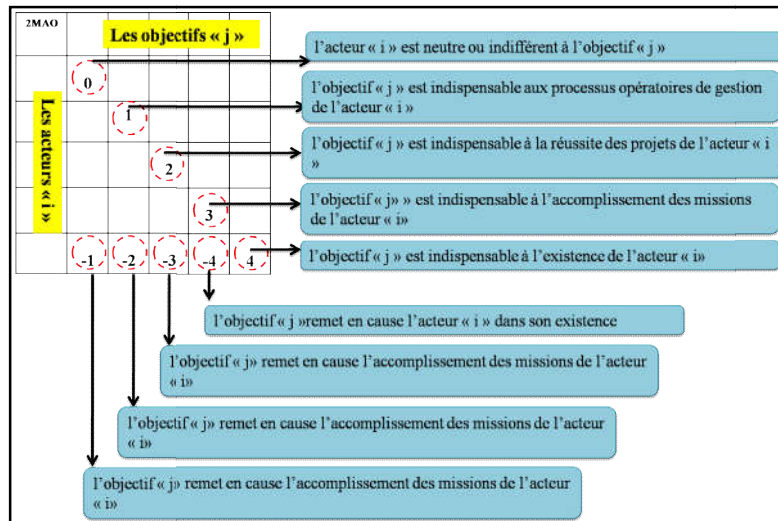 2MAO
Les objectifs « j »
Les acteurs « i »
0
1
2
3
-1
-2
-3
-4
4
l'acteur « i » est neutre ou indifférent à l'objectif « j »
l'objectif « j » est indispensable aux processus opératoires de gestion
de l'acteur « i »
l'objectif « j » est indispensable à la réussite des projets de l'acteur « i
»
l'objectif « j» » est indispensable à l'accomplissement des missions
de l'acteur « i»
l'objectif « j » est indispensable à l'existence de l'acteur « i»
l'objectif « j »remet en cause l'acteur « i » dans son existence
l'objectif « j» remet en cause l'accomplissement des missions de l'acteur
« i»
l'objectif « j» remet en cause l'accomplissement des missions de l'acteur
« i»
l'objectif « j» remet en cause l'accomplissement des missions de l'acteur
« i»